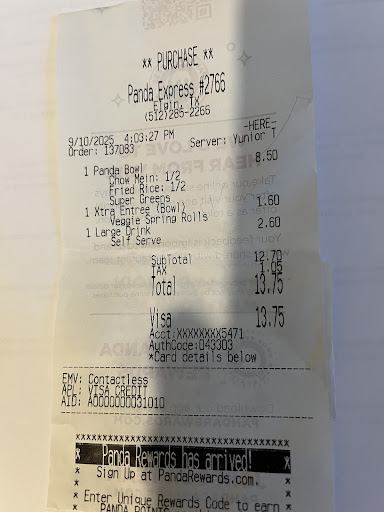 ** PURCHASE **
Panda Express #2766
Elgin, TX
(512)285-2265
-HERE-
9/10/2025 4:03:27 PM
Order: 137083 Server: Yunior T
1 Panda Bowl 8.50
Chow Mein: 1/2
Fried Rice: 1/2
Super Greens
1 Xtra Entree (Bowl) 1.60
Veggie Spring Rolls
1 Large Drink 2.60
Self Serve
SubTotal 12.70
TAX 1.05
Total 13.75
Visa 13.75
Acct:XXXXXXXX5471
AuthCode:043303
*Card details below
EMV: Contactless
APL: VISA CREDIT
AID: A0000000031010
XXXXXXXXXXXXXXXXXXXXXXXXXXXXXX
X Panda Rewards has arrived! X
X Sign Up at PandaRewards.com. X
X Enter Unique Rewards Code to earn X
PANDA POINTS